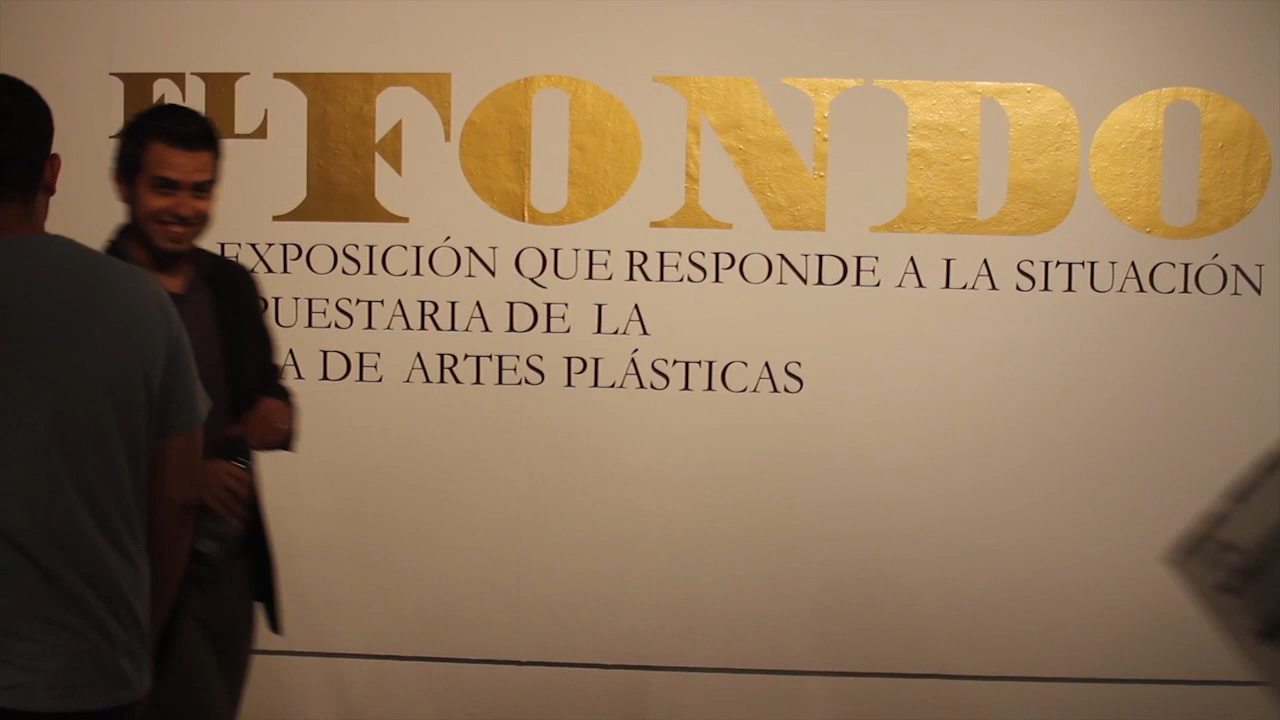 EL FONDO
EXPOSICIÓN QUE RESPONDE A LA SITUACIÓN
PUESTARIA DE LA
A DE ARTES PLÁSTICAS